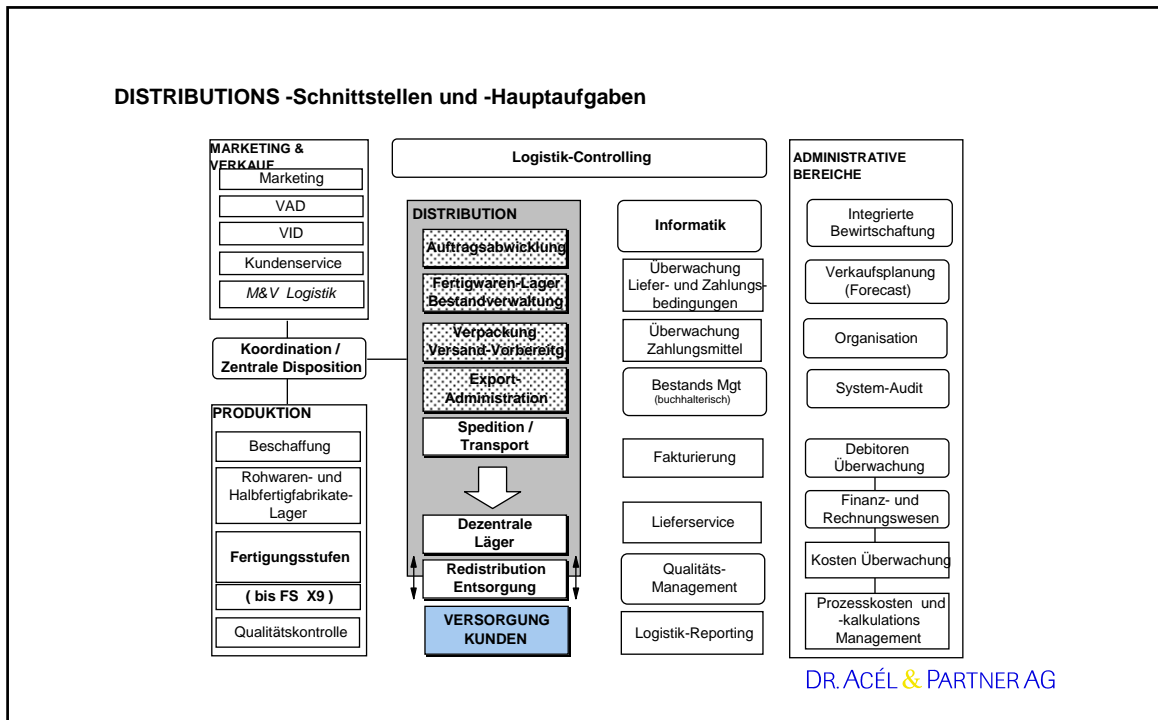 DISTRIBUTIONS -Schnittstellen und -Hauptaufgaben
MARKETING &
VERKAUF
Marketing
VAD
VID
Kundenservice
M&V Logistik
Koordination /
Zentrale Disposition
PRODUKTION
Beschaffung
Rohwaren- und
Halbfertigfabrikate-
Lager
Fertigungsstufen
( bis FS X9 )
Qualitätskontrolle
Logistik-Controlling
DISTRIBUTION
Auftragsabwicklung
Fertigwaren-Lager
Bestandverwaltung
Verpackung
Versand-Vorbereitg
Export-
Administration
Spedition /
Transport
Dezentrale
Läger
Redistribution
Entsorgung
VERSORGUNG
KUNDEN
Informatik
Überwachung
Liefer- und Zahlungs-
bedingungen
Überwachung
Zahlungsmittel
Bestands Mgt
(buchhalterisch)
Fakturierung
Lieferservice
Qualitäts-
Management
Logistik-Reporting
ADMINISTRATIVE
BEREICHE
Integrierte
Bewirtschaftung
Verkaufsplanung
(Forecast)
Organisation
System-Audit
Debitoren
Überwachung
Finanz- und
Rechnungswesen
Kosten Überwachung
Prozesskosten und
-kalkulations
Management
DR. ACÉL & PARTNER AG